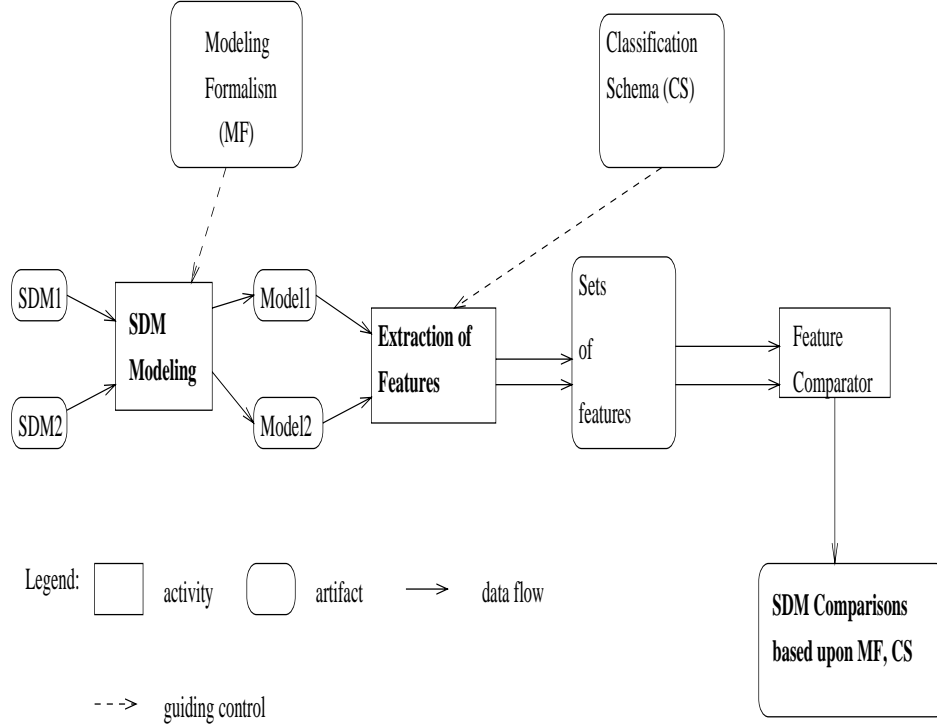 Modeling
Formalism
(MF)
Classification
Schema (CS)
SDM1
SDM2
SDM
Modeling
Model1
Model2
Extraction of
Features
Sets
of
features
Feature
Comparator
SDM Comparisons
based upon MF, CS
Legend:
activity
artifact
data flow
guiding control